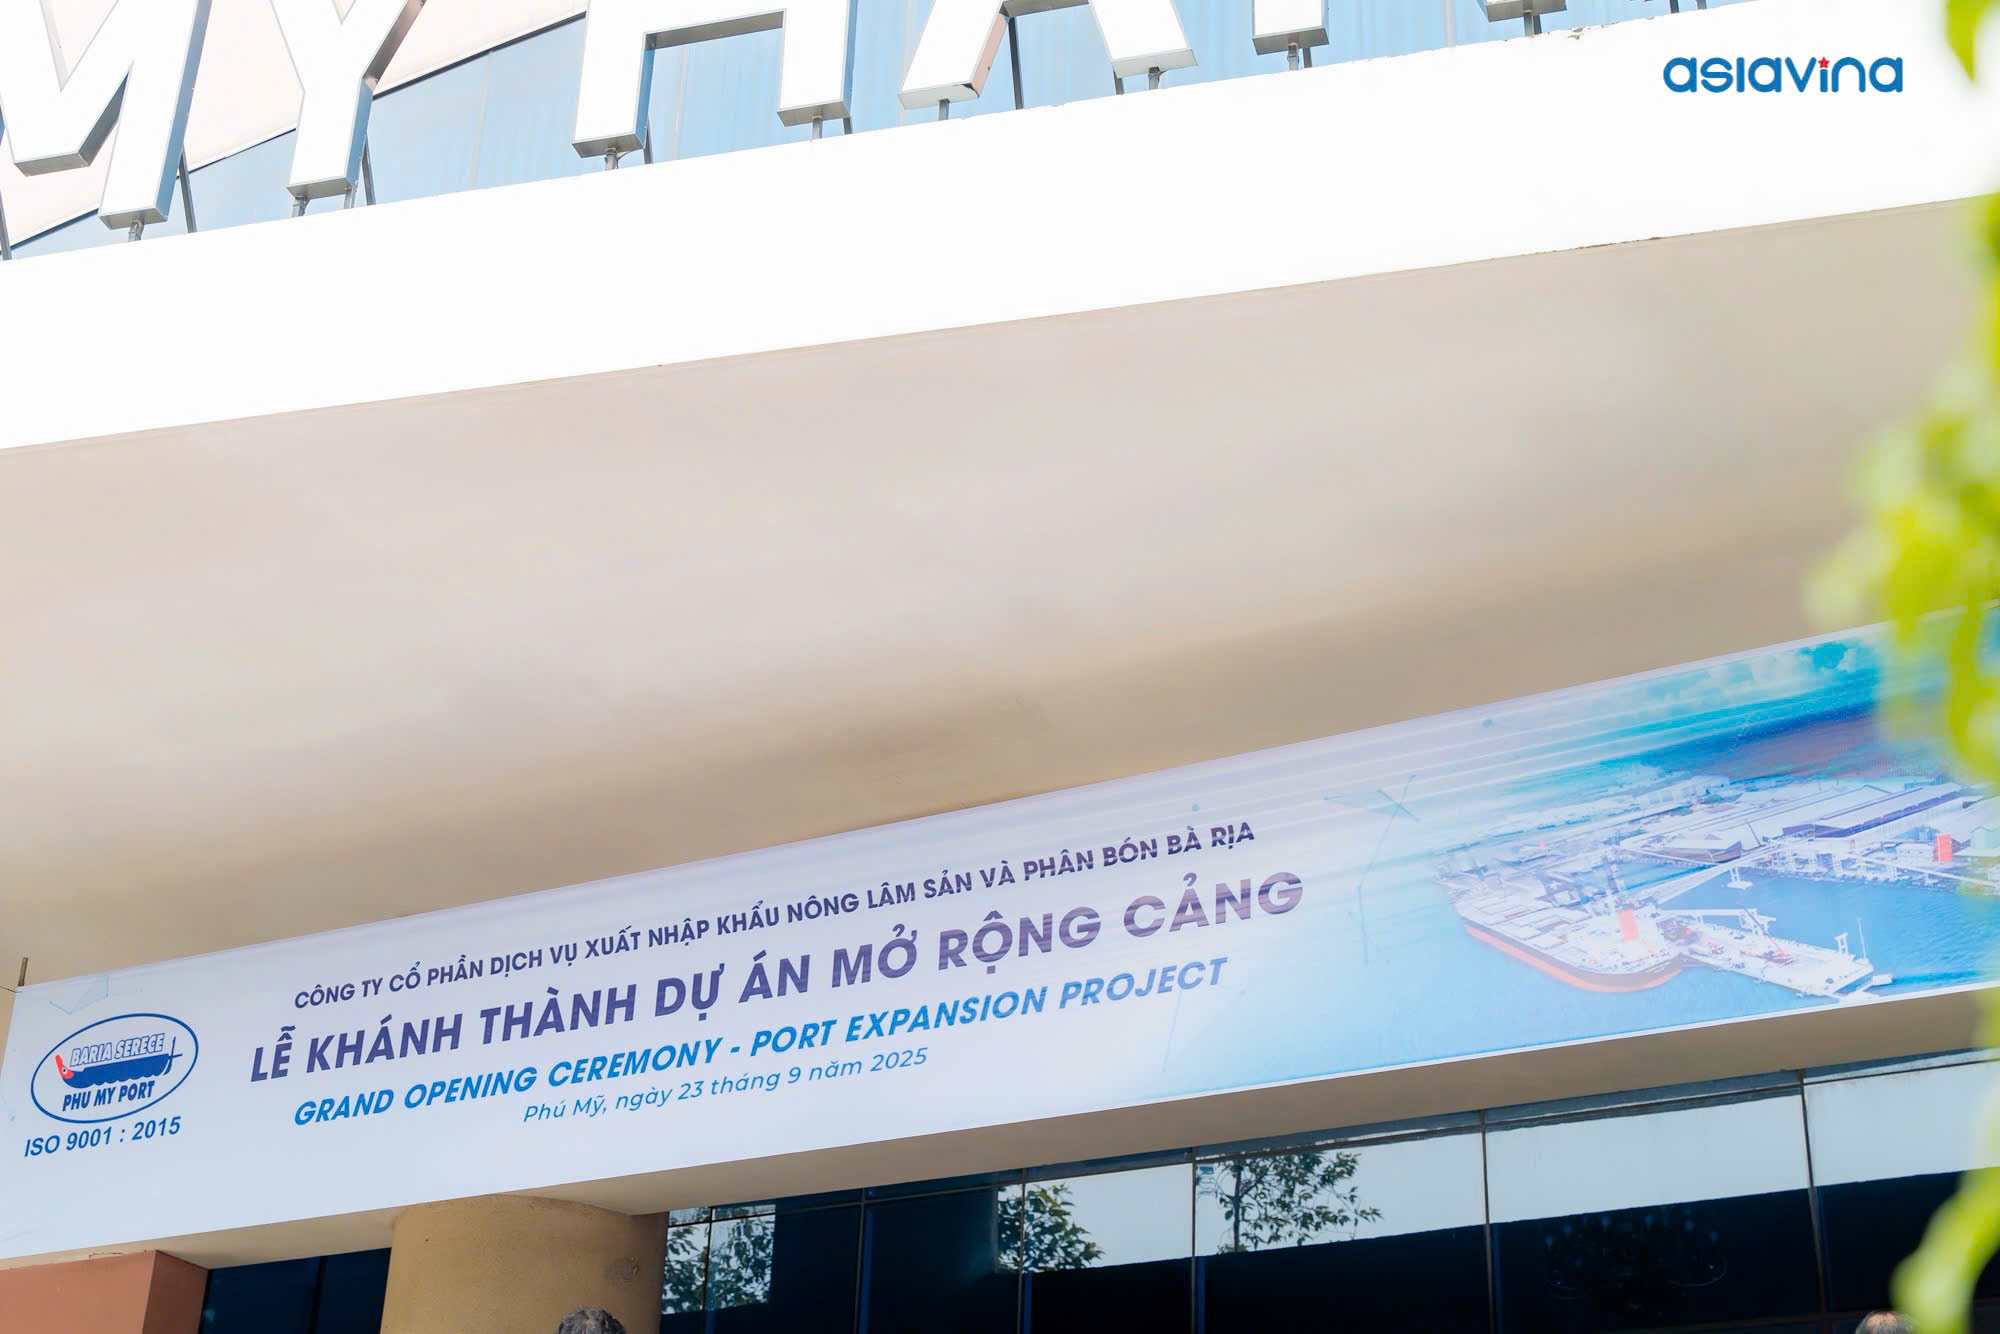 asiavina
CÔNG TY CỔ PHẦN DỊCH VỤ XUẤT NHẬP KHẨU NÔNG LÂM SẢN VÀ PHÂN BÓN BÀ RỊA
LỄ KHÁNH THÀNH DỰ ÁN MỞ RỘNG CẢNG
GRAND OPENING CEREMONY - PORT EXPANSION PROJECT
Phú Mỹ, ngày 23 tháng 9 năm 2025
BARIA SERECE
PHU MY PORT
ISO 9001 : 2015